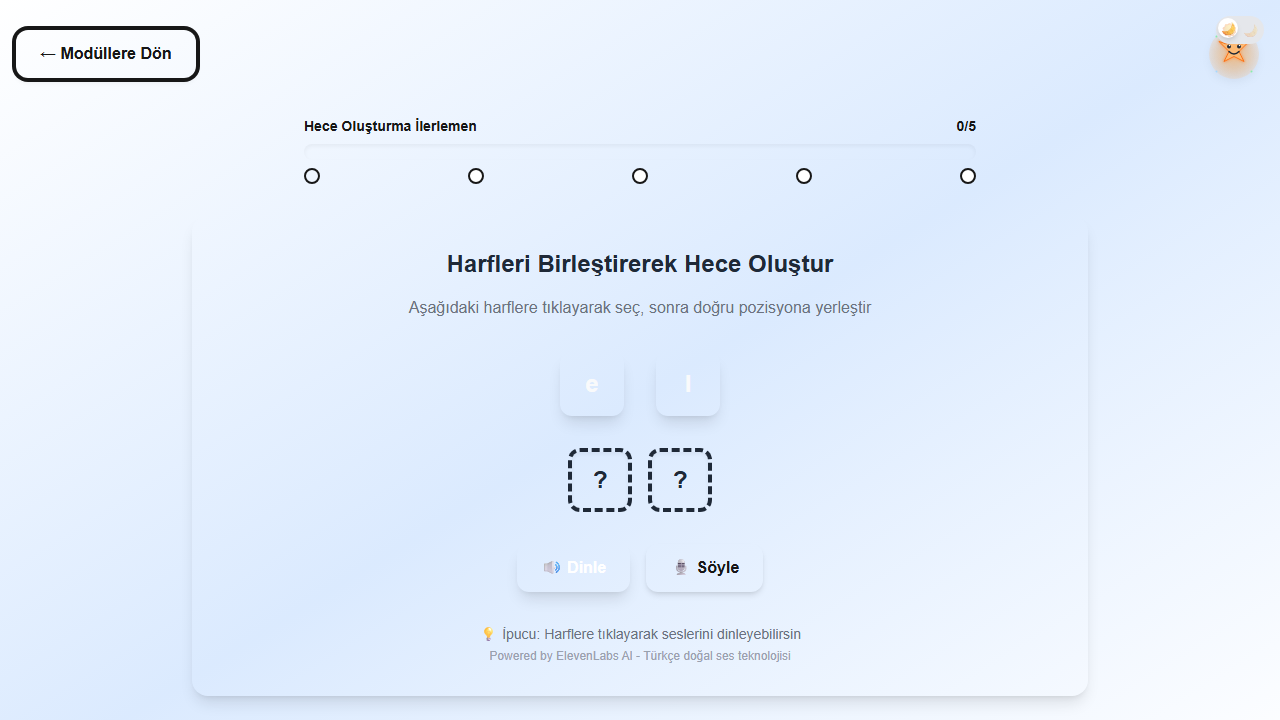 ← Modüllere Dön
Hece Oluşturma İlerlemen 0/5
Harfleri Birleştirerek Hece Oluştur
Aşağıdaki harflere tıklayarak seç, sonra doğru pozisyona yerleştir
e l
? ?
🔊 Dinle 🎙️ Söyle
💡 İpucu: Harflere tıklayarak seslerini dinleyebilirsin
Powered by ElevenLabs AI - Türkçe doğal ses teknolojisi